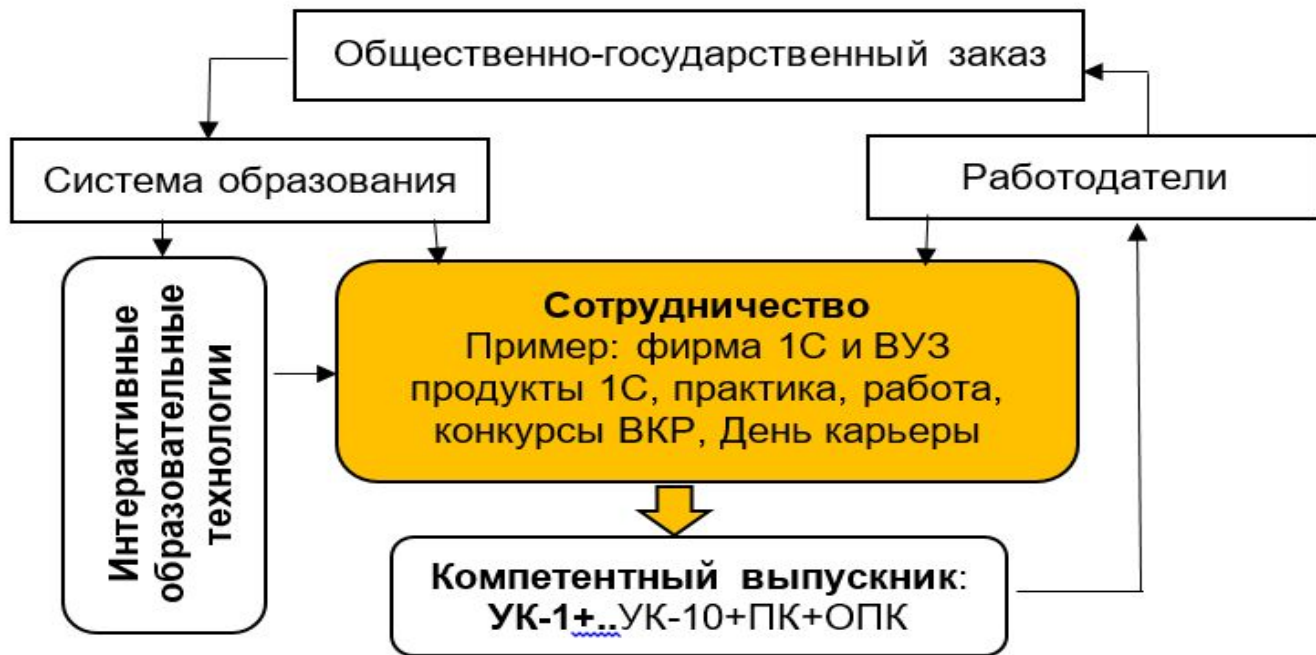 Общественно-государственный заказ
Система образования
Работодатели
Интерактивные
образовательные
технологии
Сотрудничество
Пример: фирма 1С и ВУЗ
продукты 1С, практика, работа,
конкурсы ВКР, День карьеры
Компетентный выпускник:
УК-1+..УК-10+ПК+ОПК